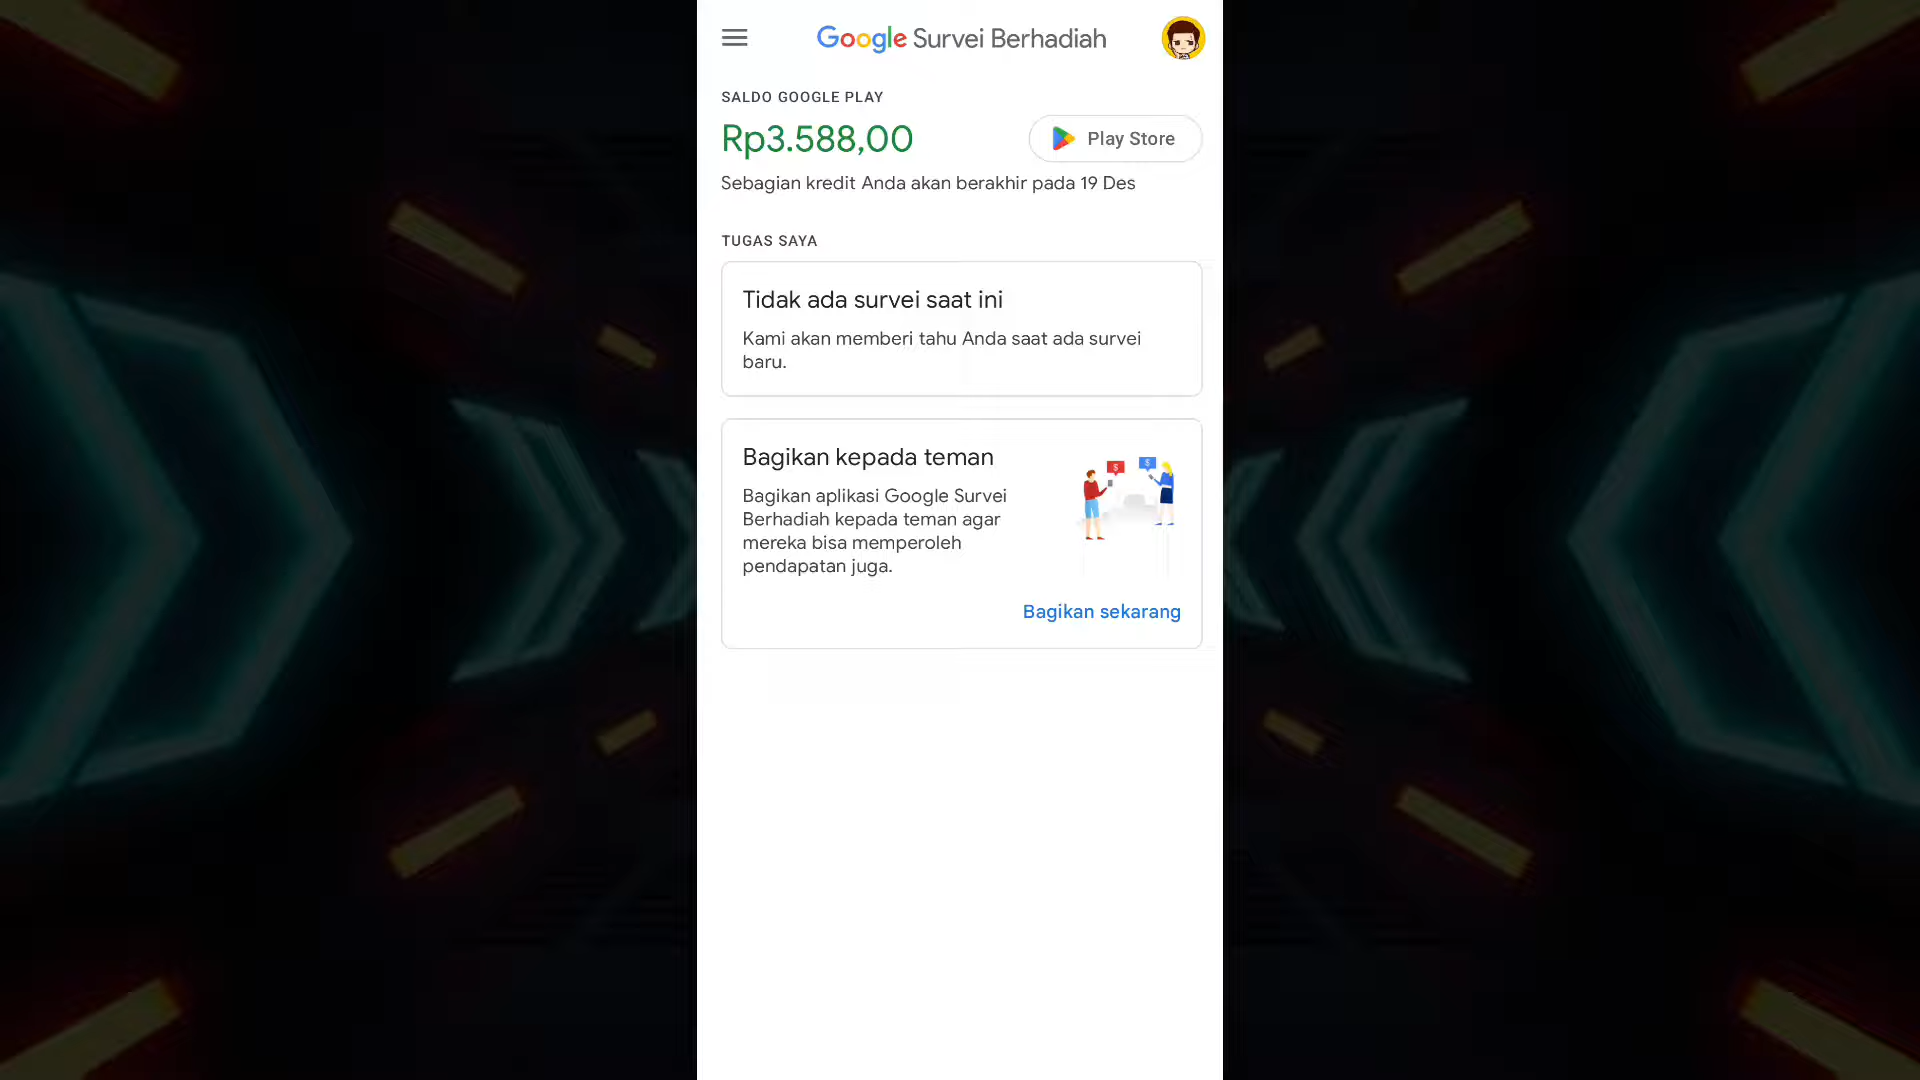 Google Survei Berhadiah
SALDO GOOGLE PLAY
Rp3.588,00
Play Store
Sebagian kredit Anda akan berakhir pada 19 Des
TUGAS SAYA
Tidak ada survei saat ini
Kami akan memberi tahu Anda saat ada survei
baru.
Bagikan kepada teman
Bagikan aplikasi Google Survei
Berhadiah kepada teman agar
mereka bisa memperoleh
pendapatan juga.
$
$
Bagikan sekarang